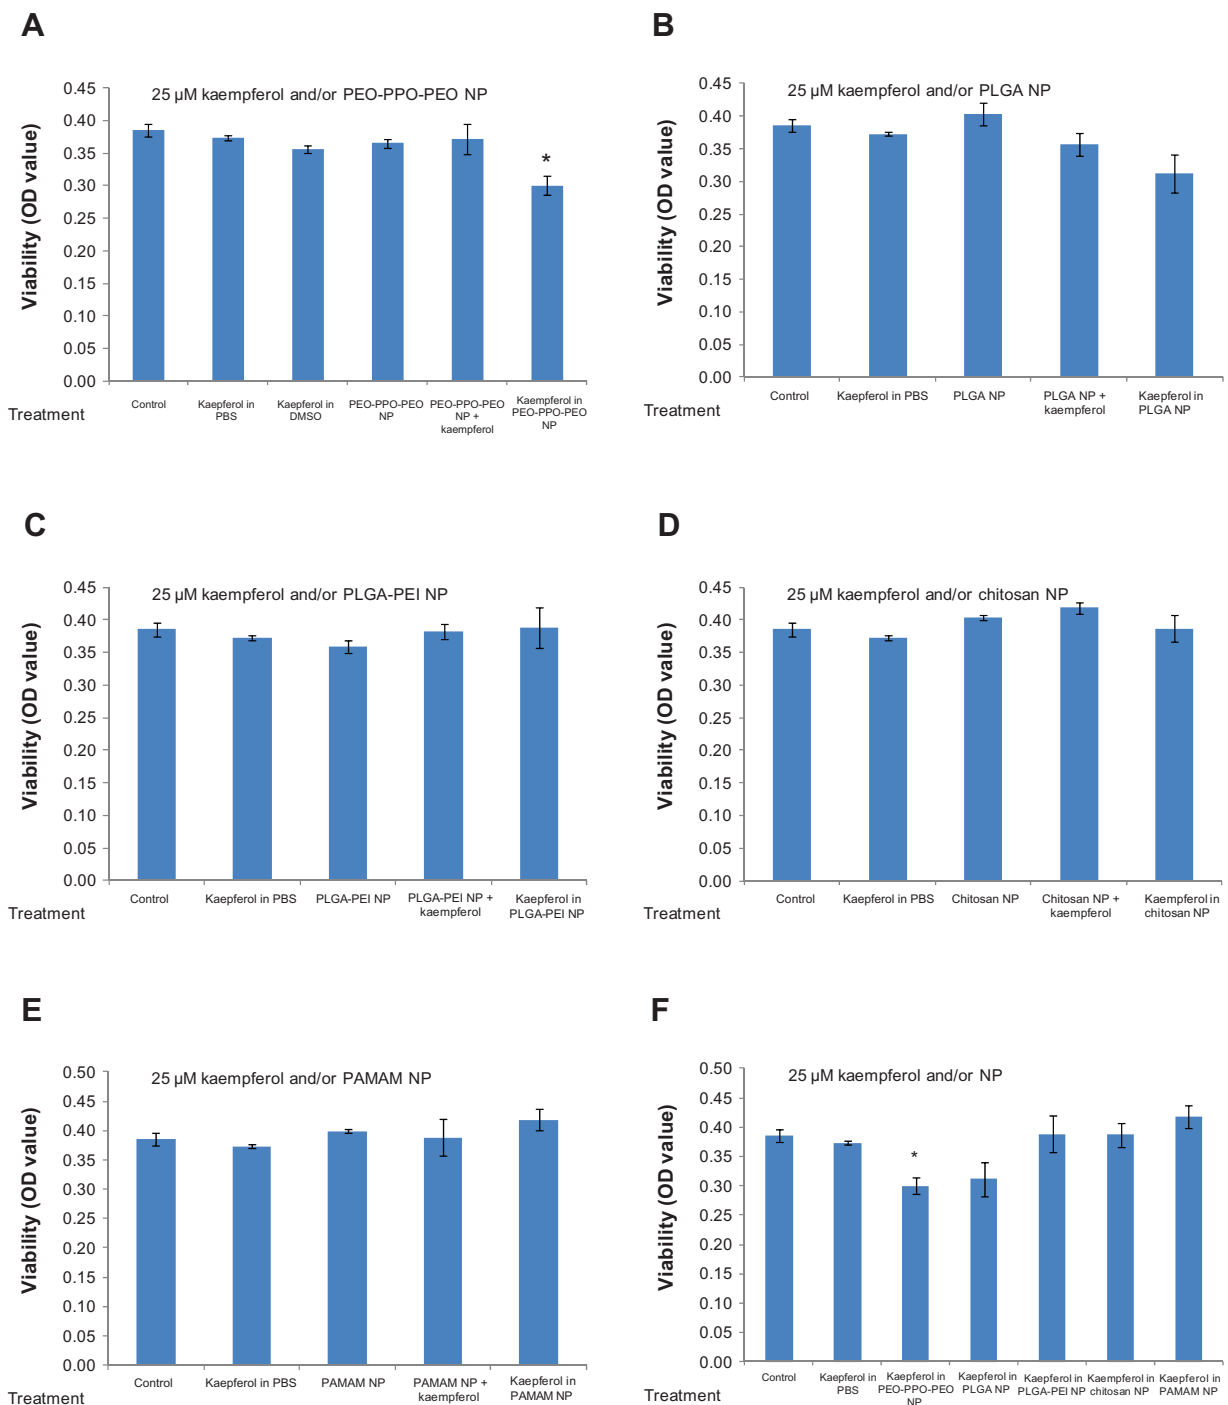 A
25 µM kaempferol and/or PEO-PPO-PEO NP
Viability (OD value)
0.45
0.40
0.35
0.30
0.25
0.20
0.15
0.10
0.05
0.00
*
Treatment
Control
Kaepferol in
PBS
Kaepferol in
DMSO
PEO-PPO-PEO
NP
PEO-PPO-PEO
NP +
kaempferol
Kaempferol in
PEO-PPO-PEO
NP
B
25 µM kaempferol and/or PLGA NP
Viability (OD value)
0.45
0.40
0.35
0.30
0.25
0.20
0.15
0.10
0.05
0.00
Treatment
Control
Kaepferol in PBS
PLGA NP
PLGA NP +
kaempferol
Kaepferol in
PLGA NP
C
25 µM kaempferol and/or PLGA-PEI NP
Viability (OD value)
0.45
0.40
0.35
0.30
0.25
0.20
0.15
0.10
0.05
0.00
Treatment
Control
Kaepferol in PBS
PLGA-PEI NP
PLGA-PEI NP +
kaempferol
Kaepferol in
PLGA-PEI NP
D
25 µM kaempferol and/or chitosan NP
Viability (OD value)
0.45
0.40
0.35
0.30
0.25
0.20
0.15
0.10
0.05
0.00
Treatment
Control
Kaepferol in PBS
Chitosan NP
Chitosan NP +
kaempferol
Kaempferol in
chitosan NP
E
25 µM kaempferol and/or PAMAM NP
Viability (OD value)
0.50
0.45
0.40
0.35
0.30
0.25
0.20
0.15
0.10
0.05
0.00
Treatment
Control
Kaepferol in PBS
PAMAM NP
PAMAM NP +
kaempferol
Kaepferol in
PAMAM NP
F
25 µM kaempferol and/or NP
Viability (OD value)
0.50
0.45
0.40
0.35
0.30
0.25
0.20
0.15
0.10
0.05
0.00
*
Treatment
Control
Kaepferol in
PBS
Kaepferol in
PEO-PPO-PEO
NP
Kaepferol in
PLGA NP
Kaepferol in
PLGA-PEI NP
Kaempferol in
chitosan NP
Kaepferol in
PAMAM NP